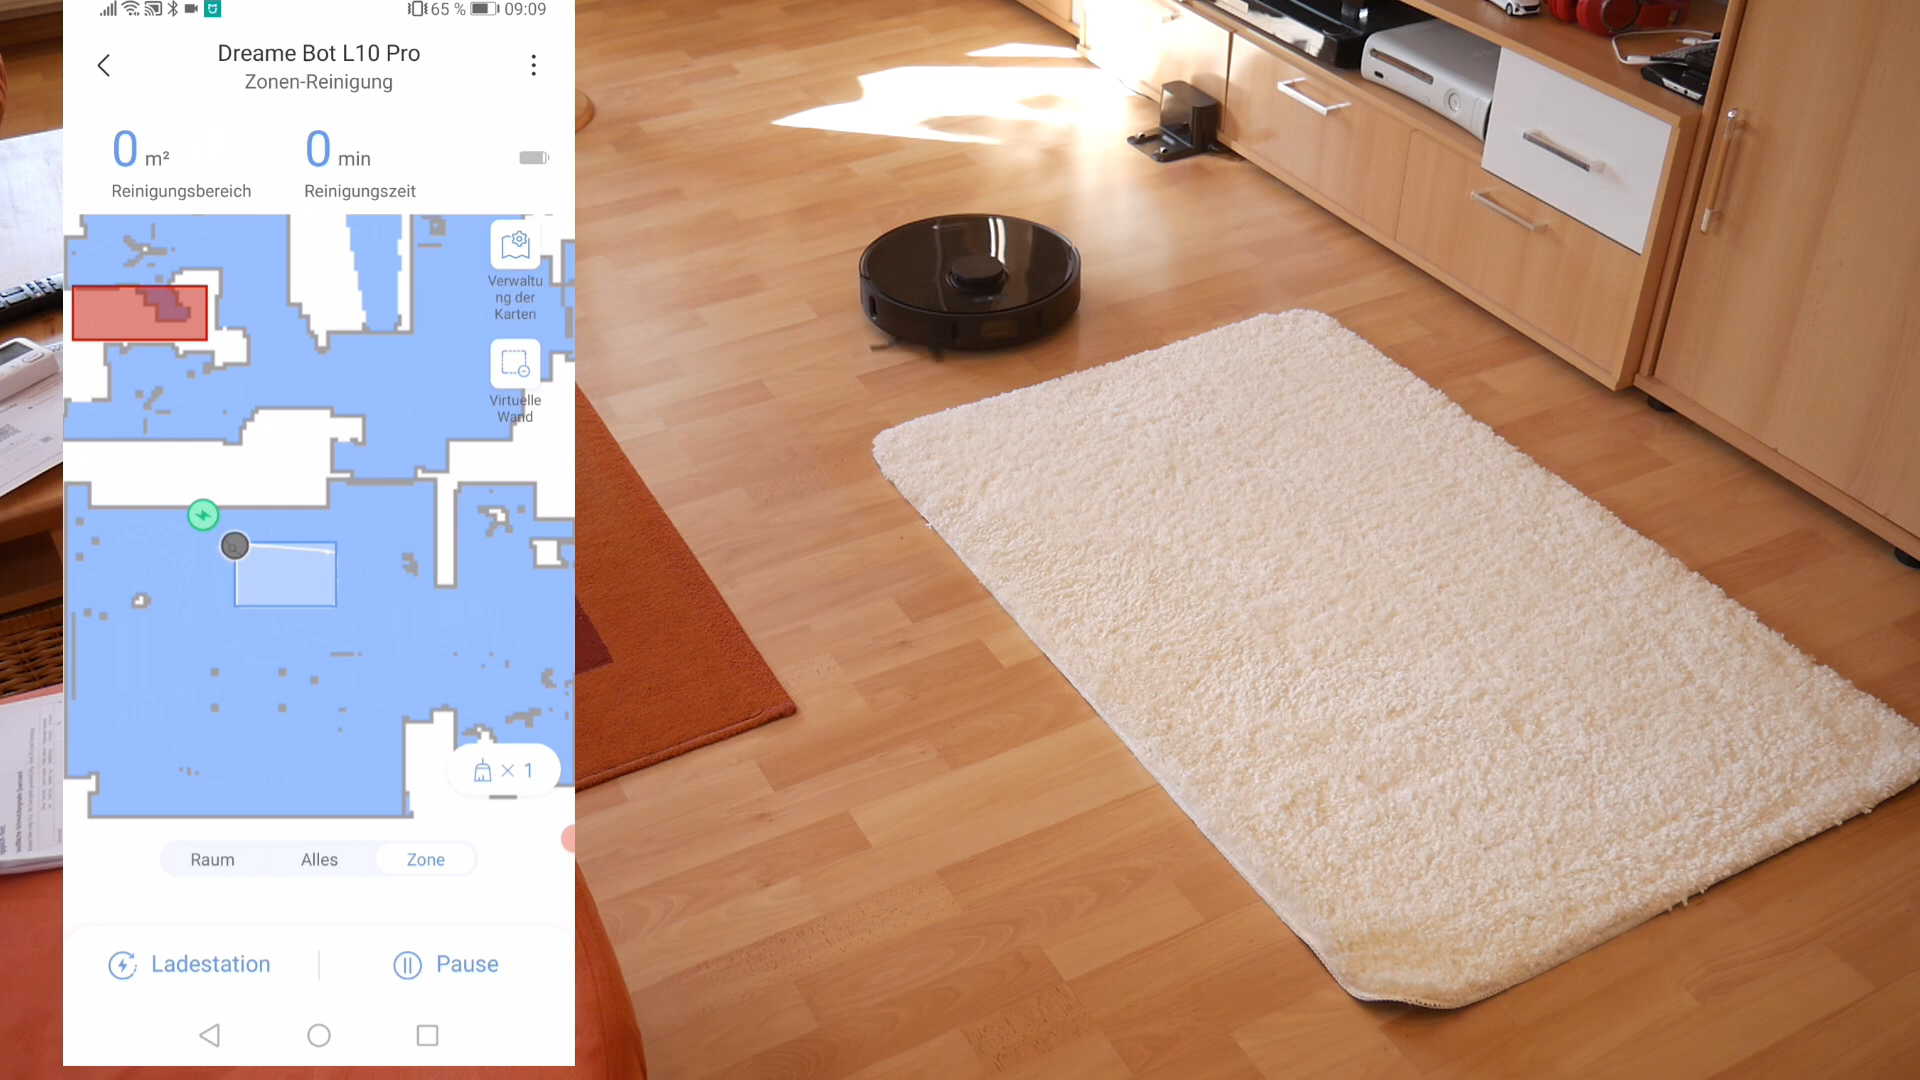 65 % 09:09
Dreame Bot L10 Pro
Zonen-Reinigung
0 m² 0 min
Reinigungsbereich Reinigungszeit
Verwaltu
ng der
Karten
Virtuelle
Wand
× 1
Raum Alles Zone
Ladestation Pause